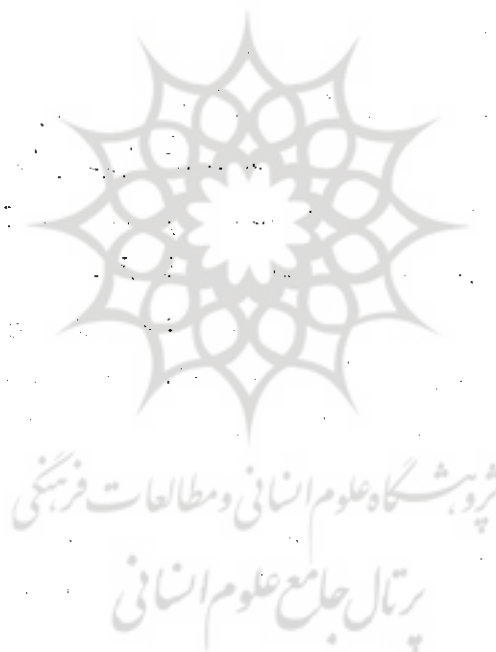 پژوهشگاه علوم انسانی و مطالعات فرهنگی
پرتال جامع علوم انسانی